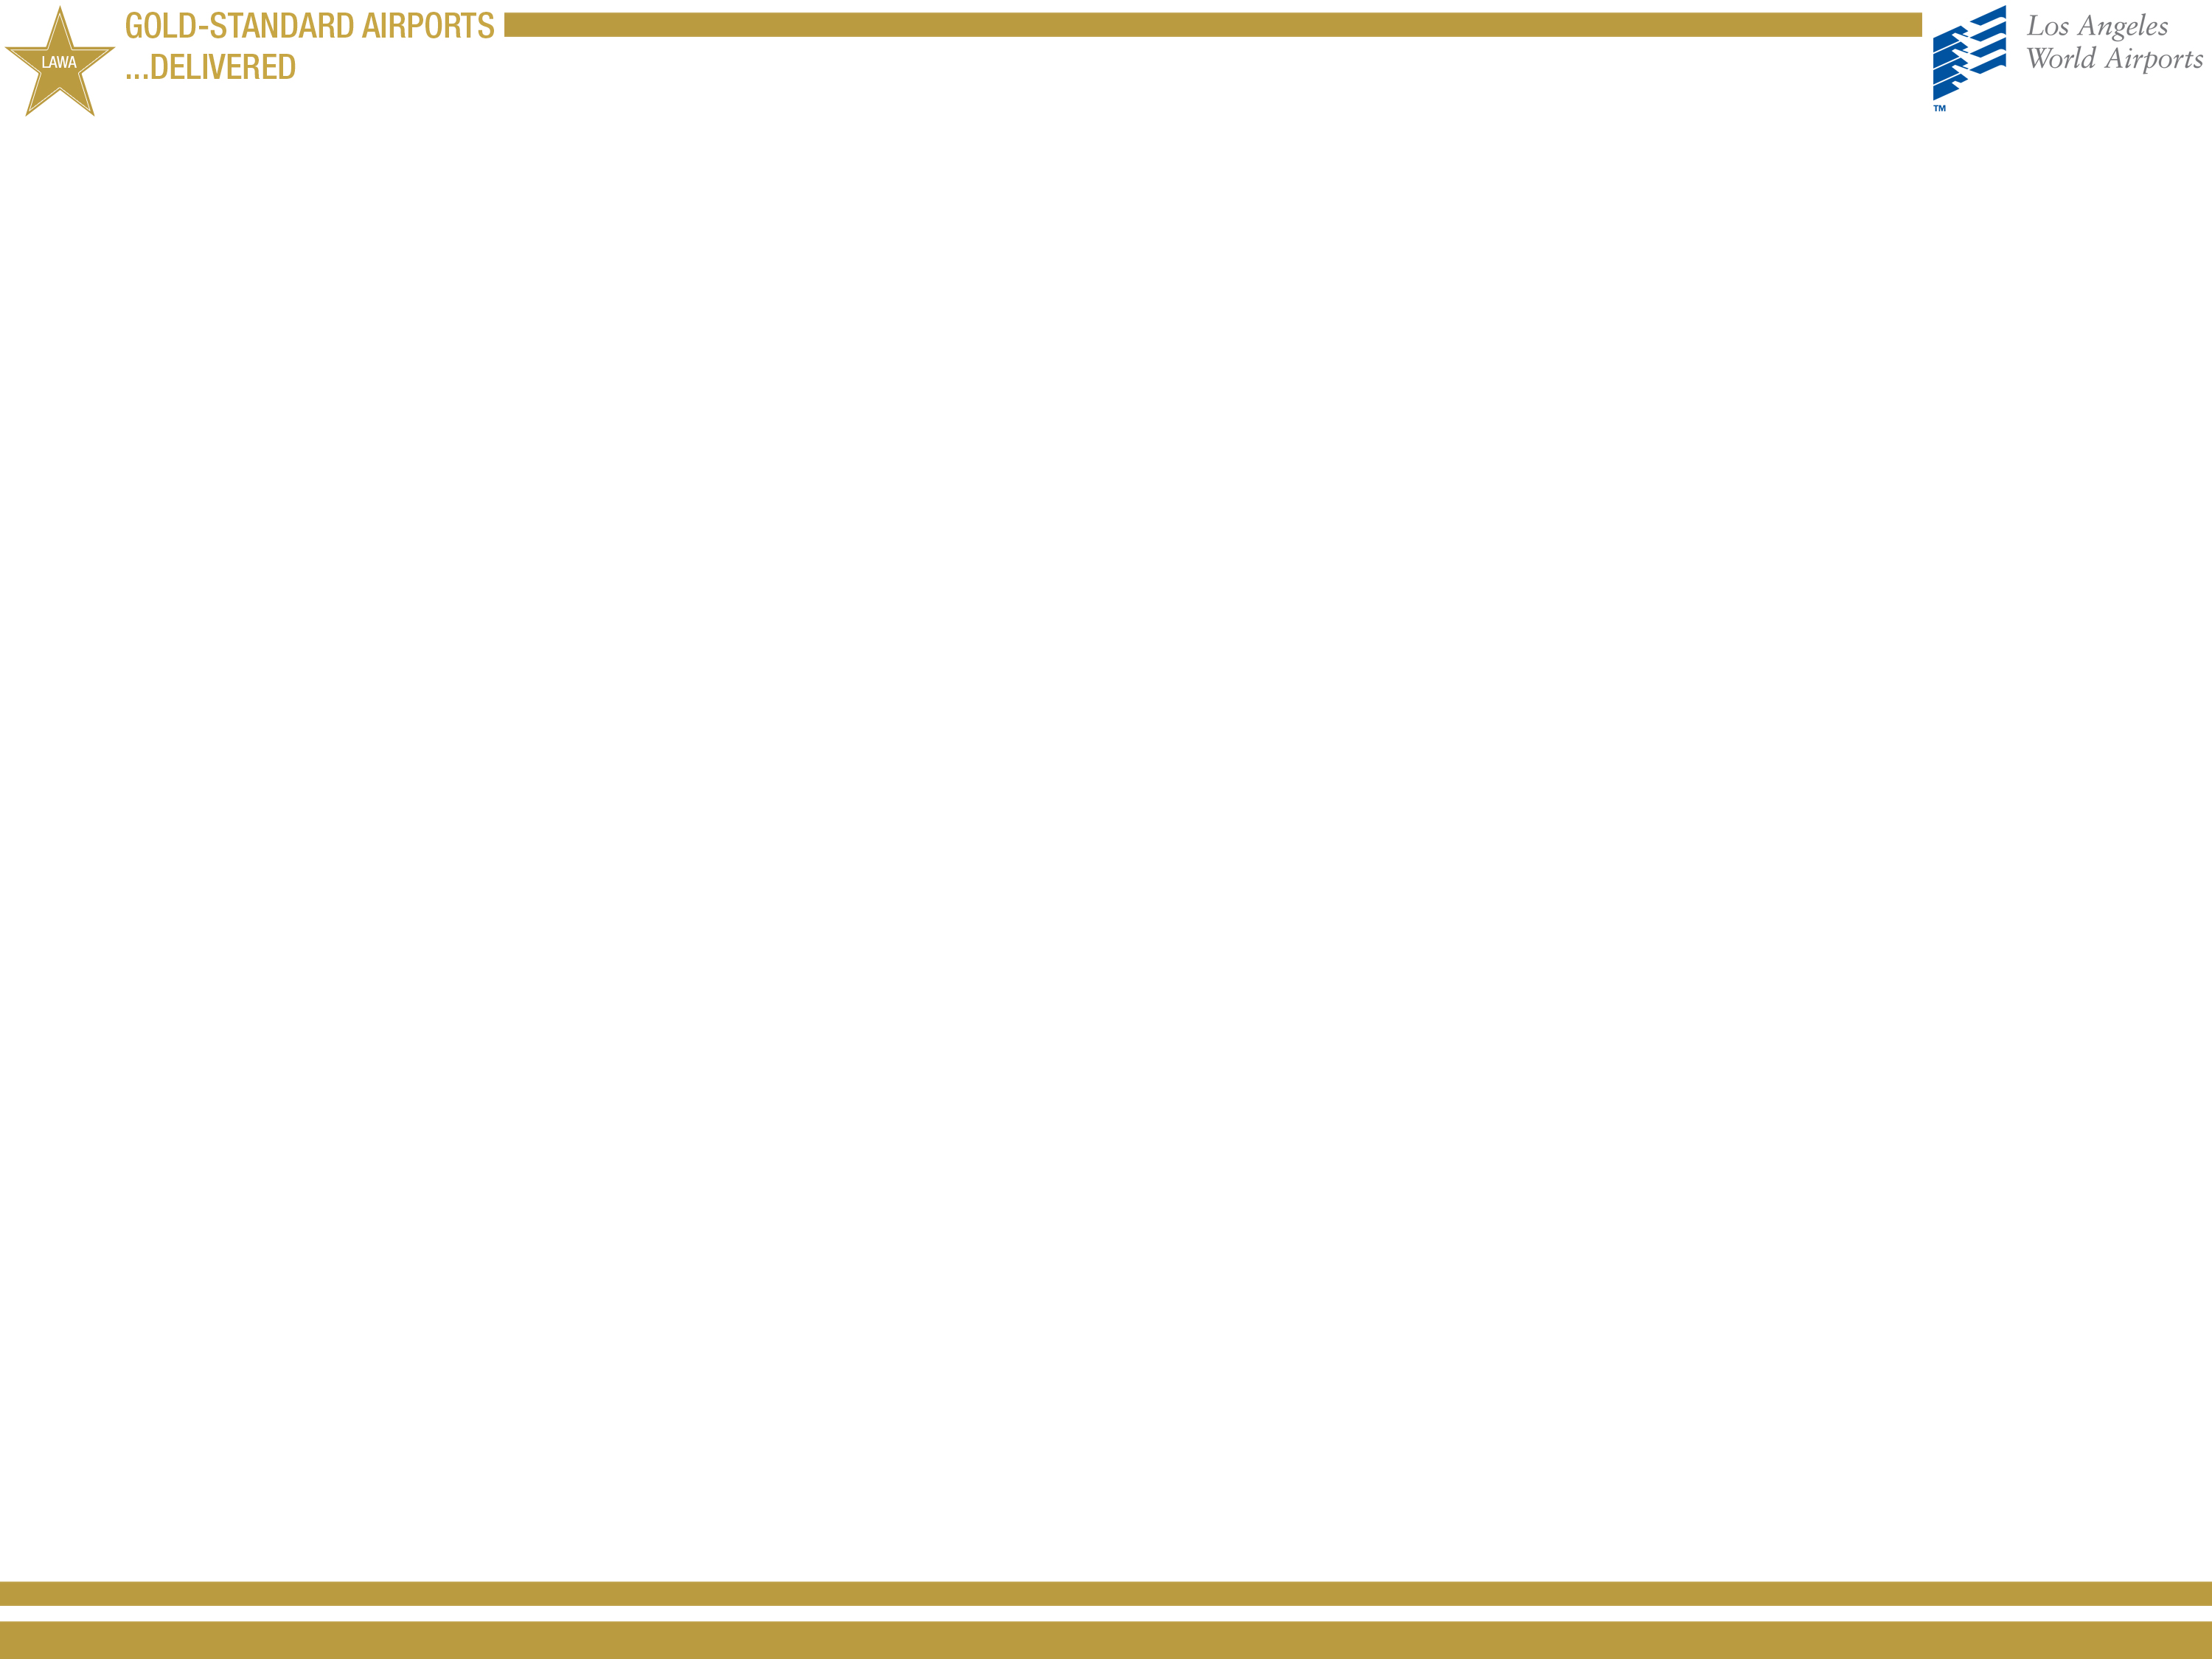 LAWA
GOLD-STANDARD AIRPORTS
...DELIVERED
Los Angeles
World Airports
TM